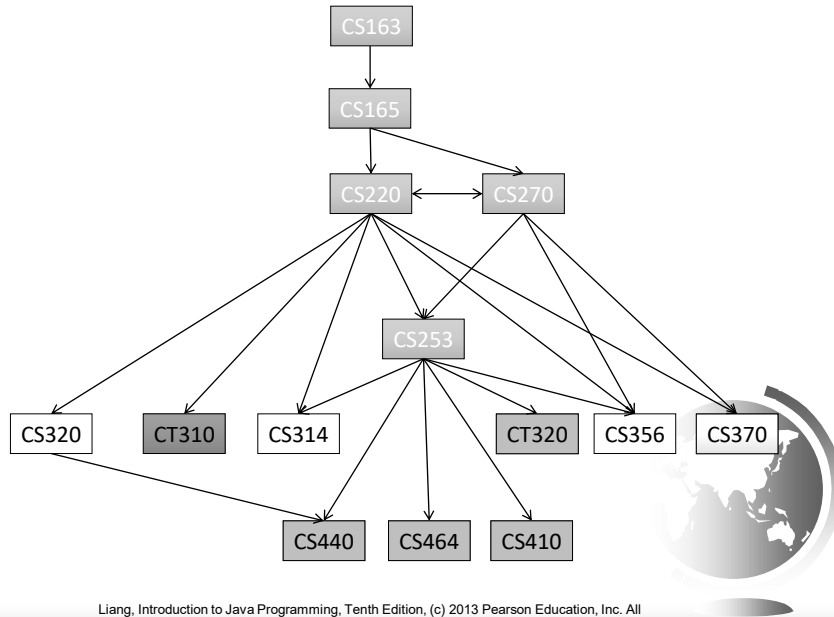 CS163
CS165
CS220 CS270
CS253
CS320 CT310 CS314 CT320 CS356 CS370
CS440 CS464 CS410
Liang, Introduction to Java Programming, Tenth Edition, (c) 2013 Pearson Education, Inc. All